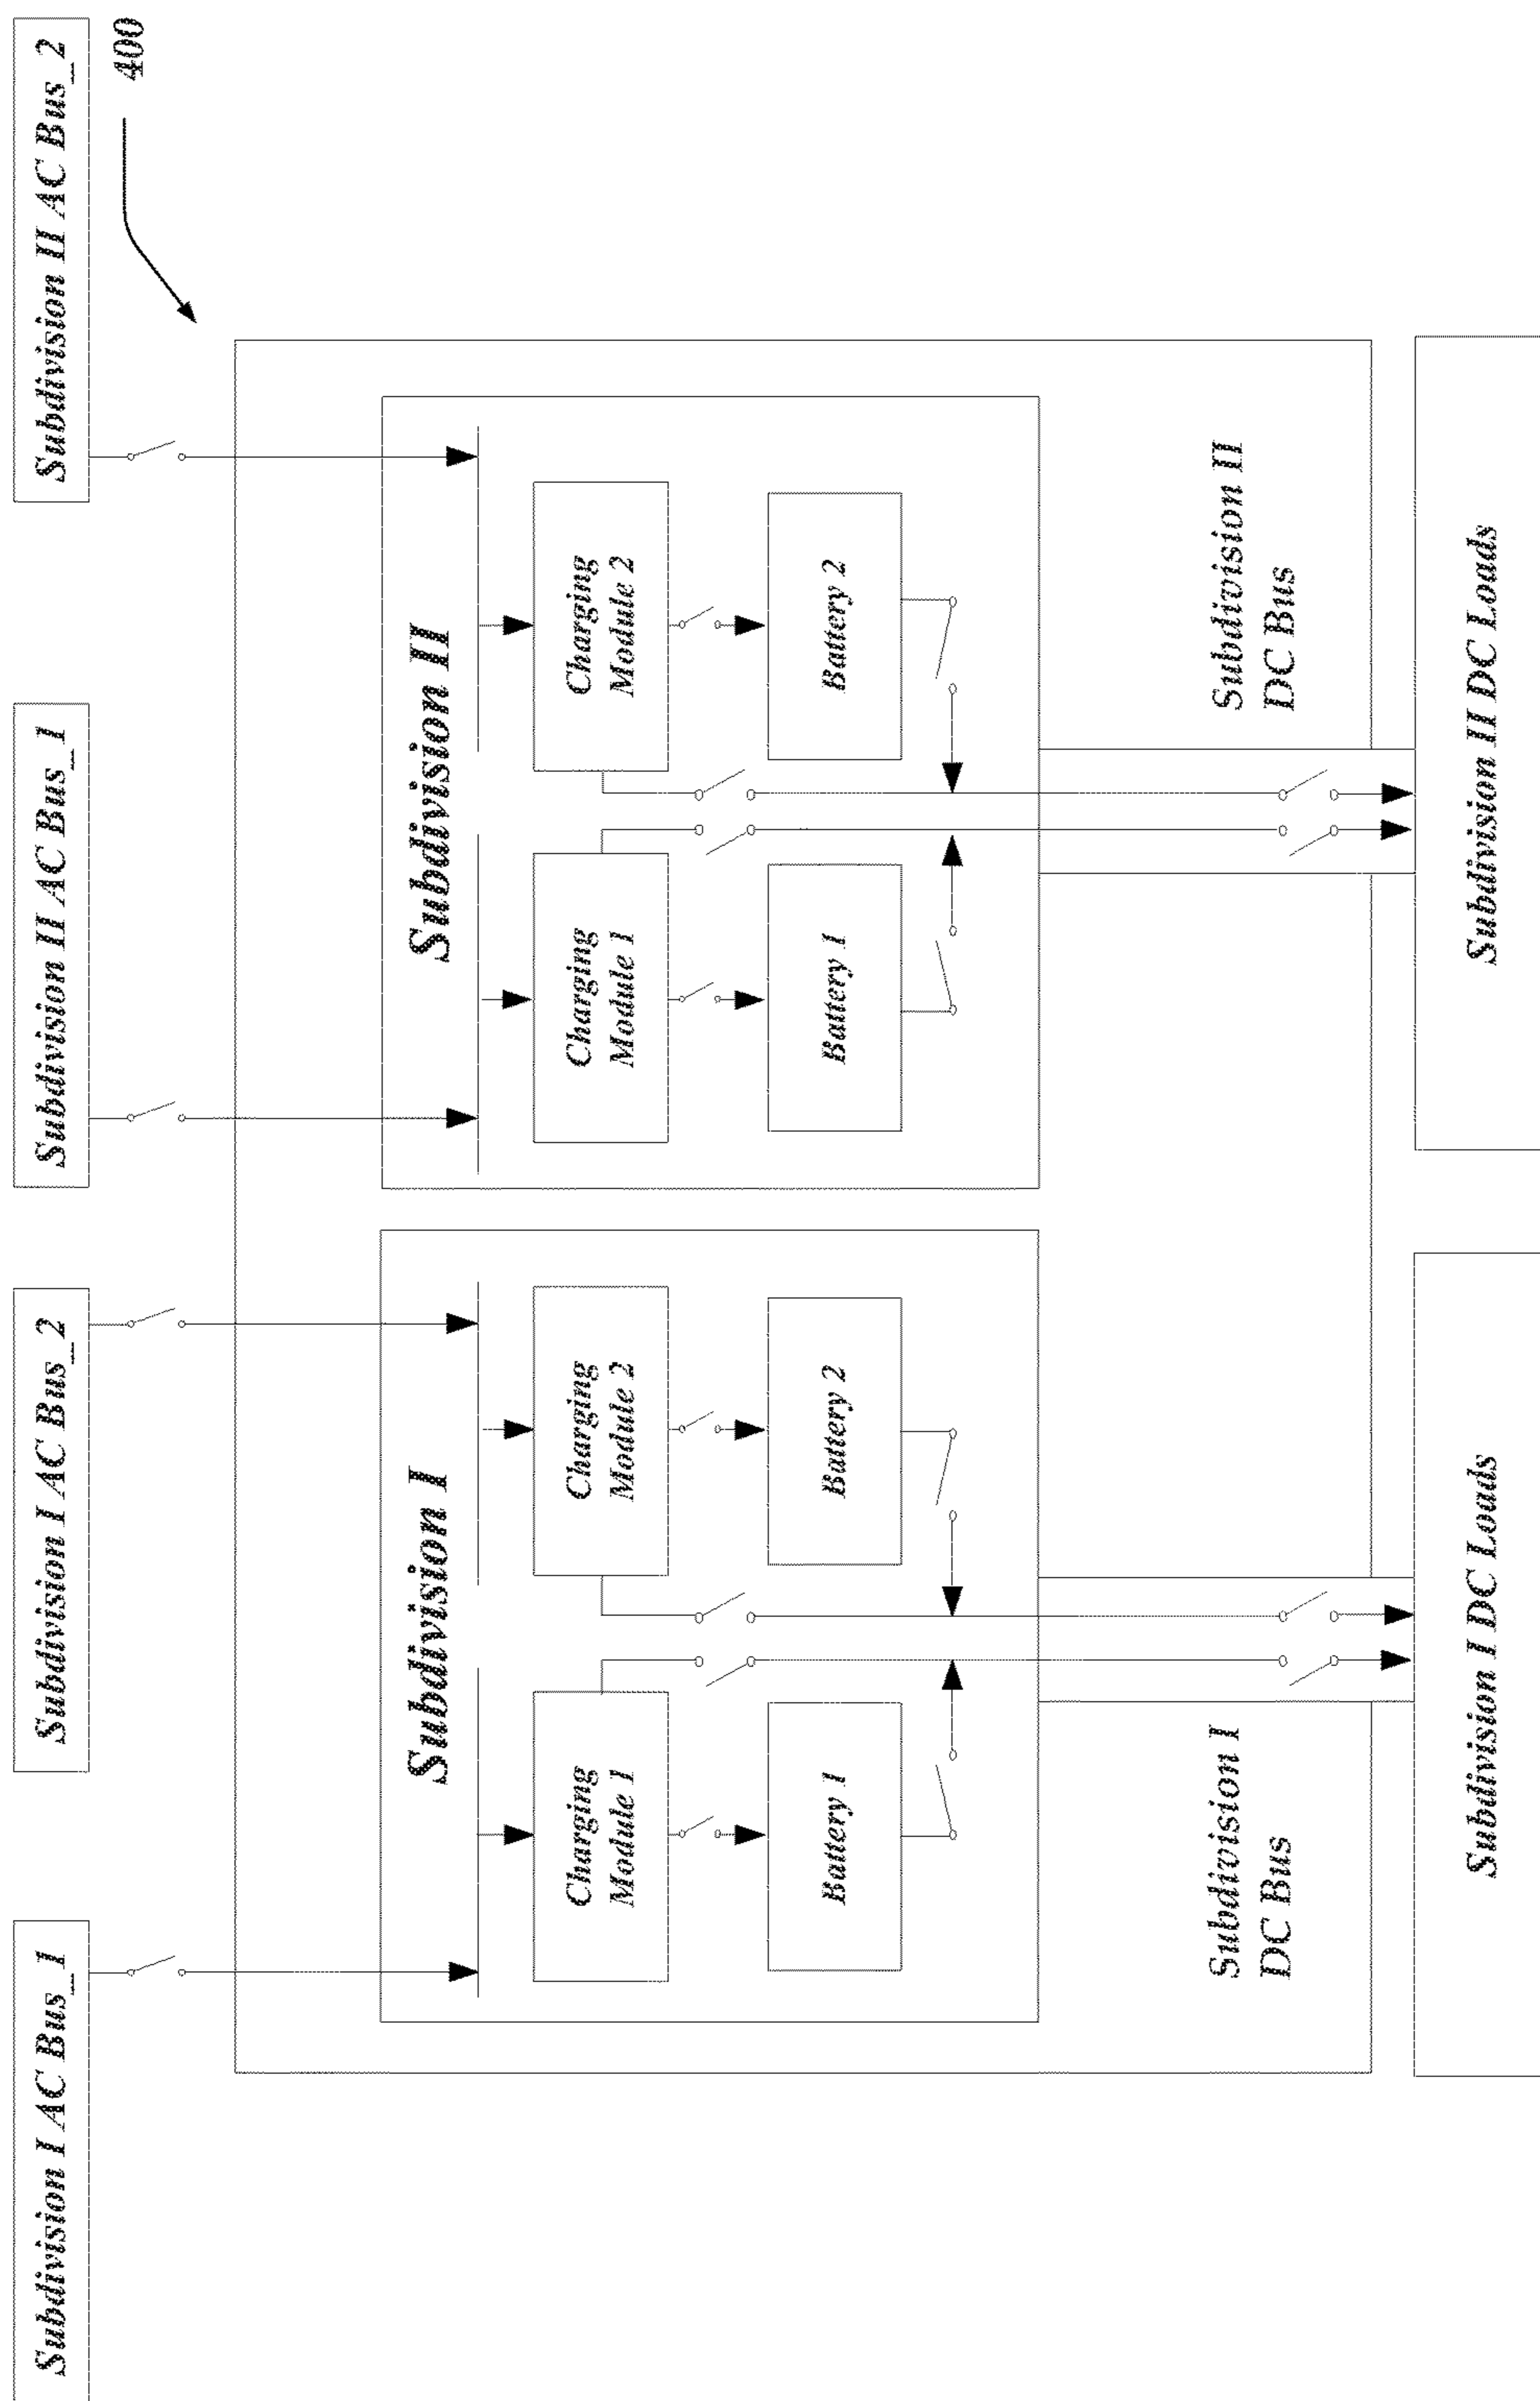 Subdivision I AC Bus_1
Subdivision I AC Bus_2
Subdivision II AC Bus_1
Subdivision II AC Bus_2
400
Subdivision I
Subdivision II
Charging
Module 1
Charging
Module 2
Charging
Module 1
Charging
Module 2
Battery 1
Battery 2
Battery 1
Battery 2
Subdivision I
DC Bus
Subdivision II
DC Bus
Subdivision I DC Loads
Subdivision II DC Loads